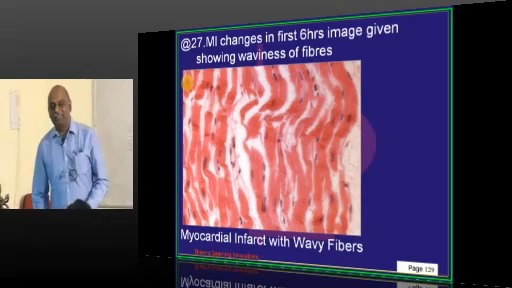 @27.MI changes in first 6hrs image given
showing waviness of fibres
Myocardial Infarct with Wavy Fibers
Page 129